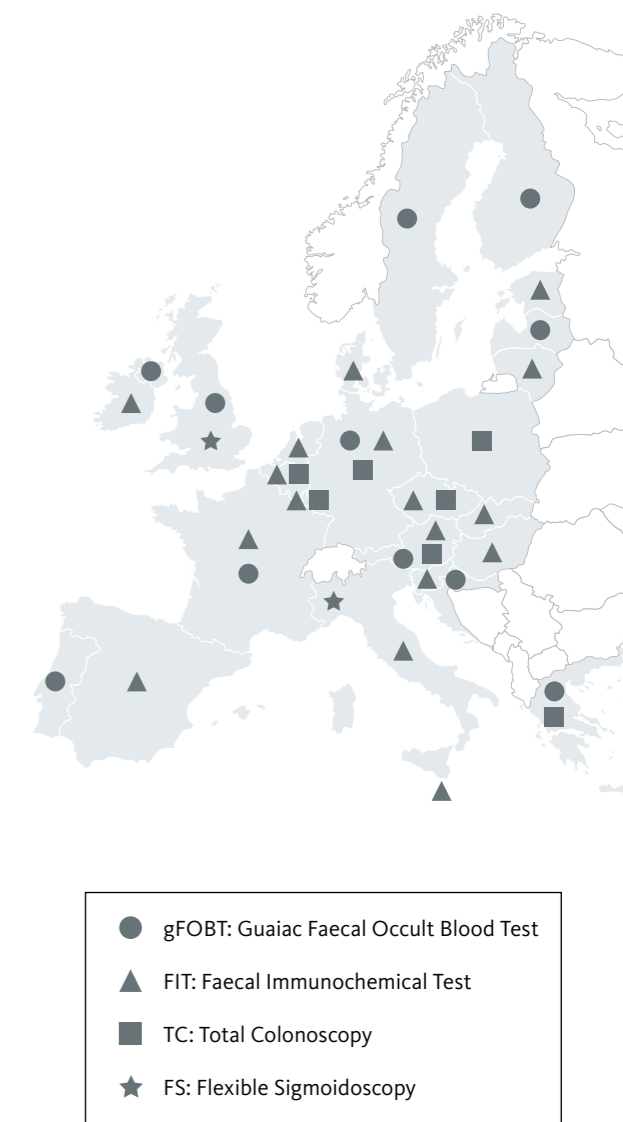 gFOBT: Guaiac Faecal Occult Blood Test
FIT: Faecal Immunochemical Test
TC: Total Colonoscopy
FS: Flexible Sigmoidoscopy